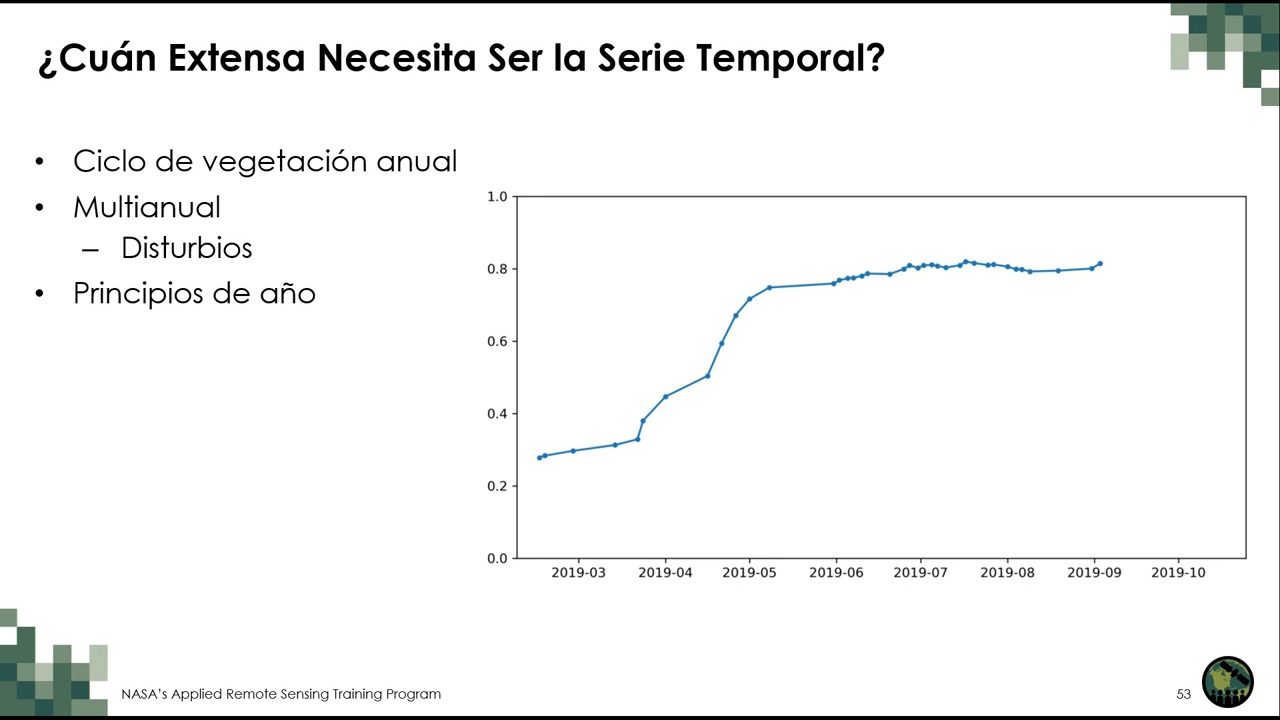 ¿Cuán Extensa Necesita Ser la Serie Temporal?
• Ciclo de vegetación anual
• Multianual
– Disturbios
• Principios de año
1.0
0.8
0.6
0.4
0.2
0.0
2019-03 2019-04 2019-05 2019-06 2019-07 2019-08 2019-09 2019-10
NASA's Applied Remote Sensing Training Program
53